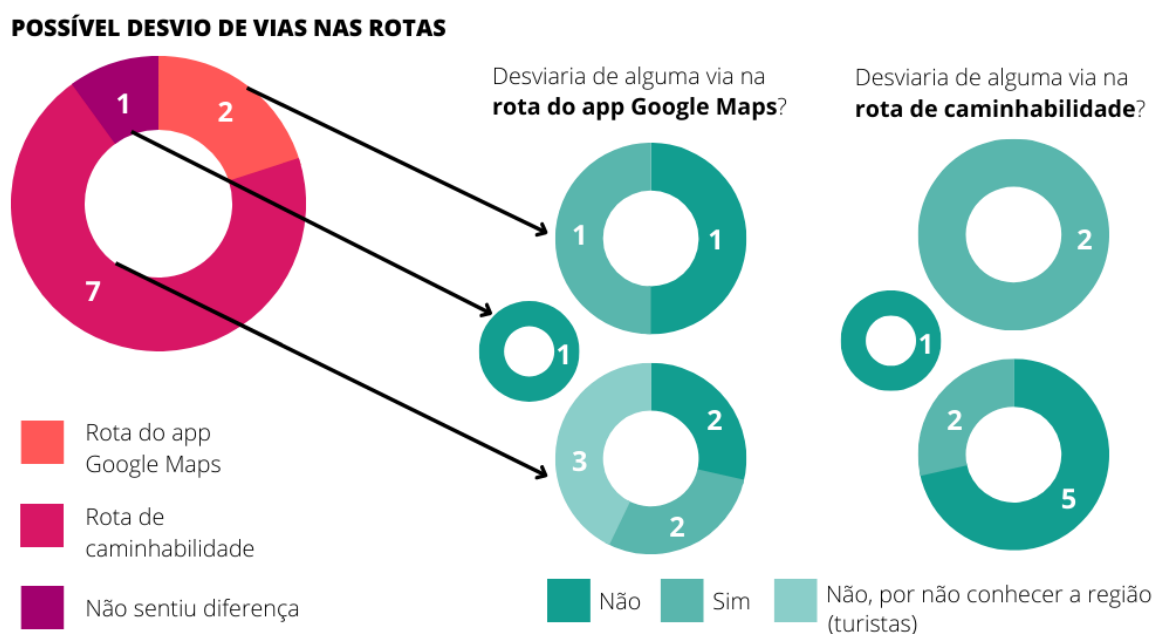 POSSÍVEL DESVIO DE VIAS NAS ROTAS
1
2
7
Rota do app
Google Maps
Rota de
caminhabilidade
Não sentiu diferença
Desviaria de alguma via na
rota do app Google Maps?
1
1
1
3
2
2
Desviaria de alguma via na
rota de caminhabilidade?
2
1
2
5
Não
Sim
Não, por não conhecer a região
(turistas)